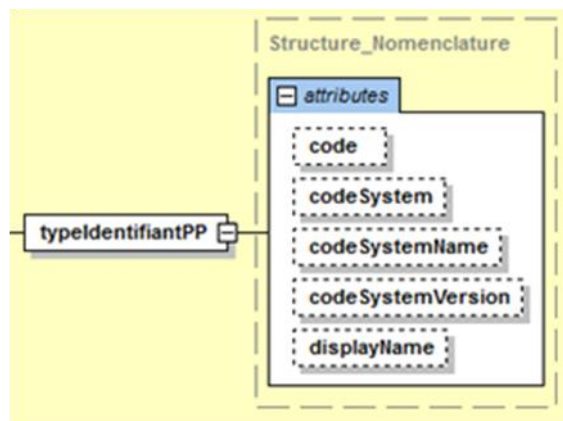 Structure_Nomenclature
attributes
code
codeSystem
typeIdentifiantPP
codeSystemName
codeSystemVersion
displayName